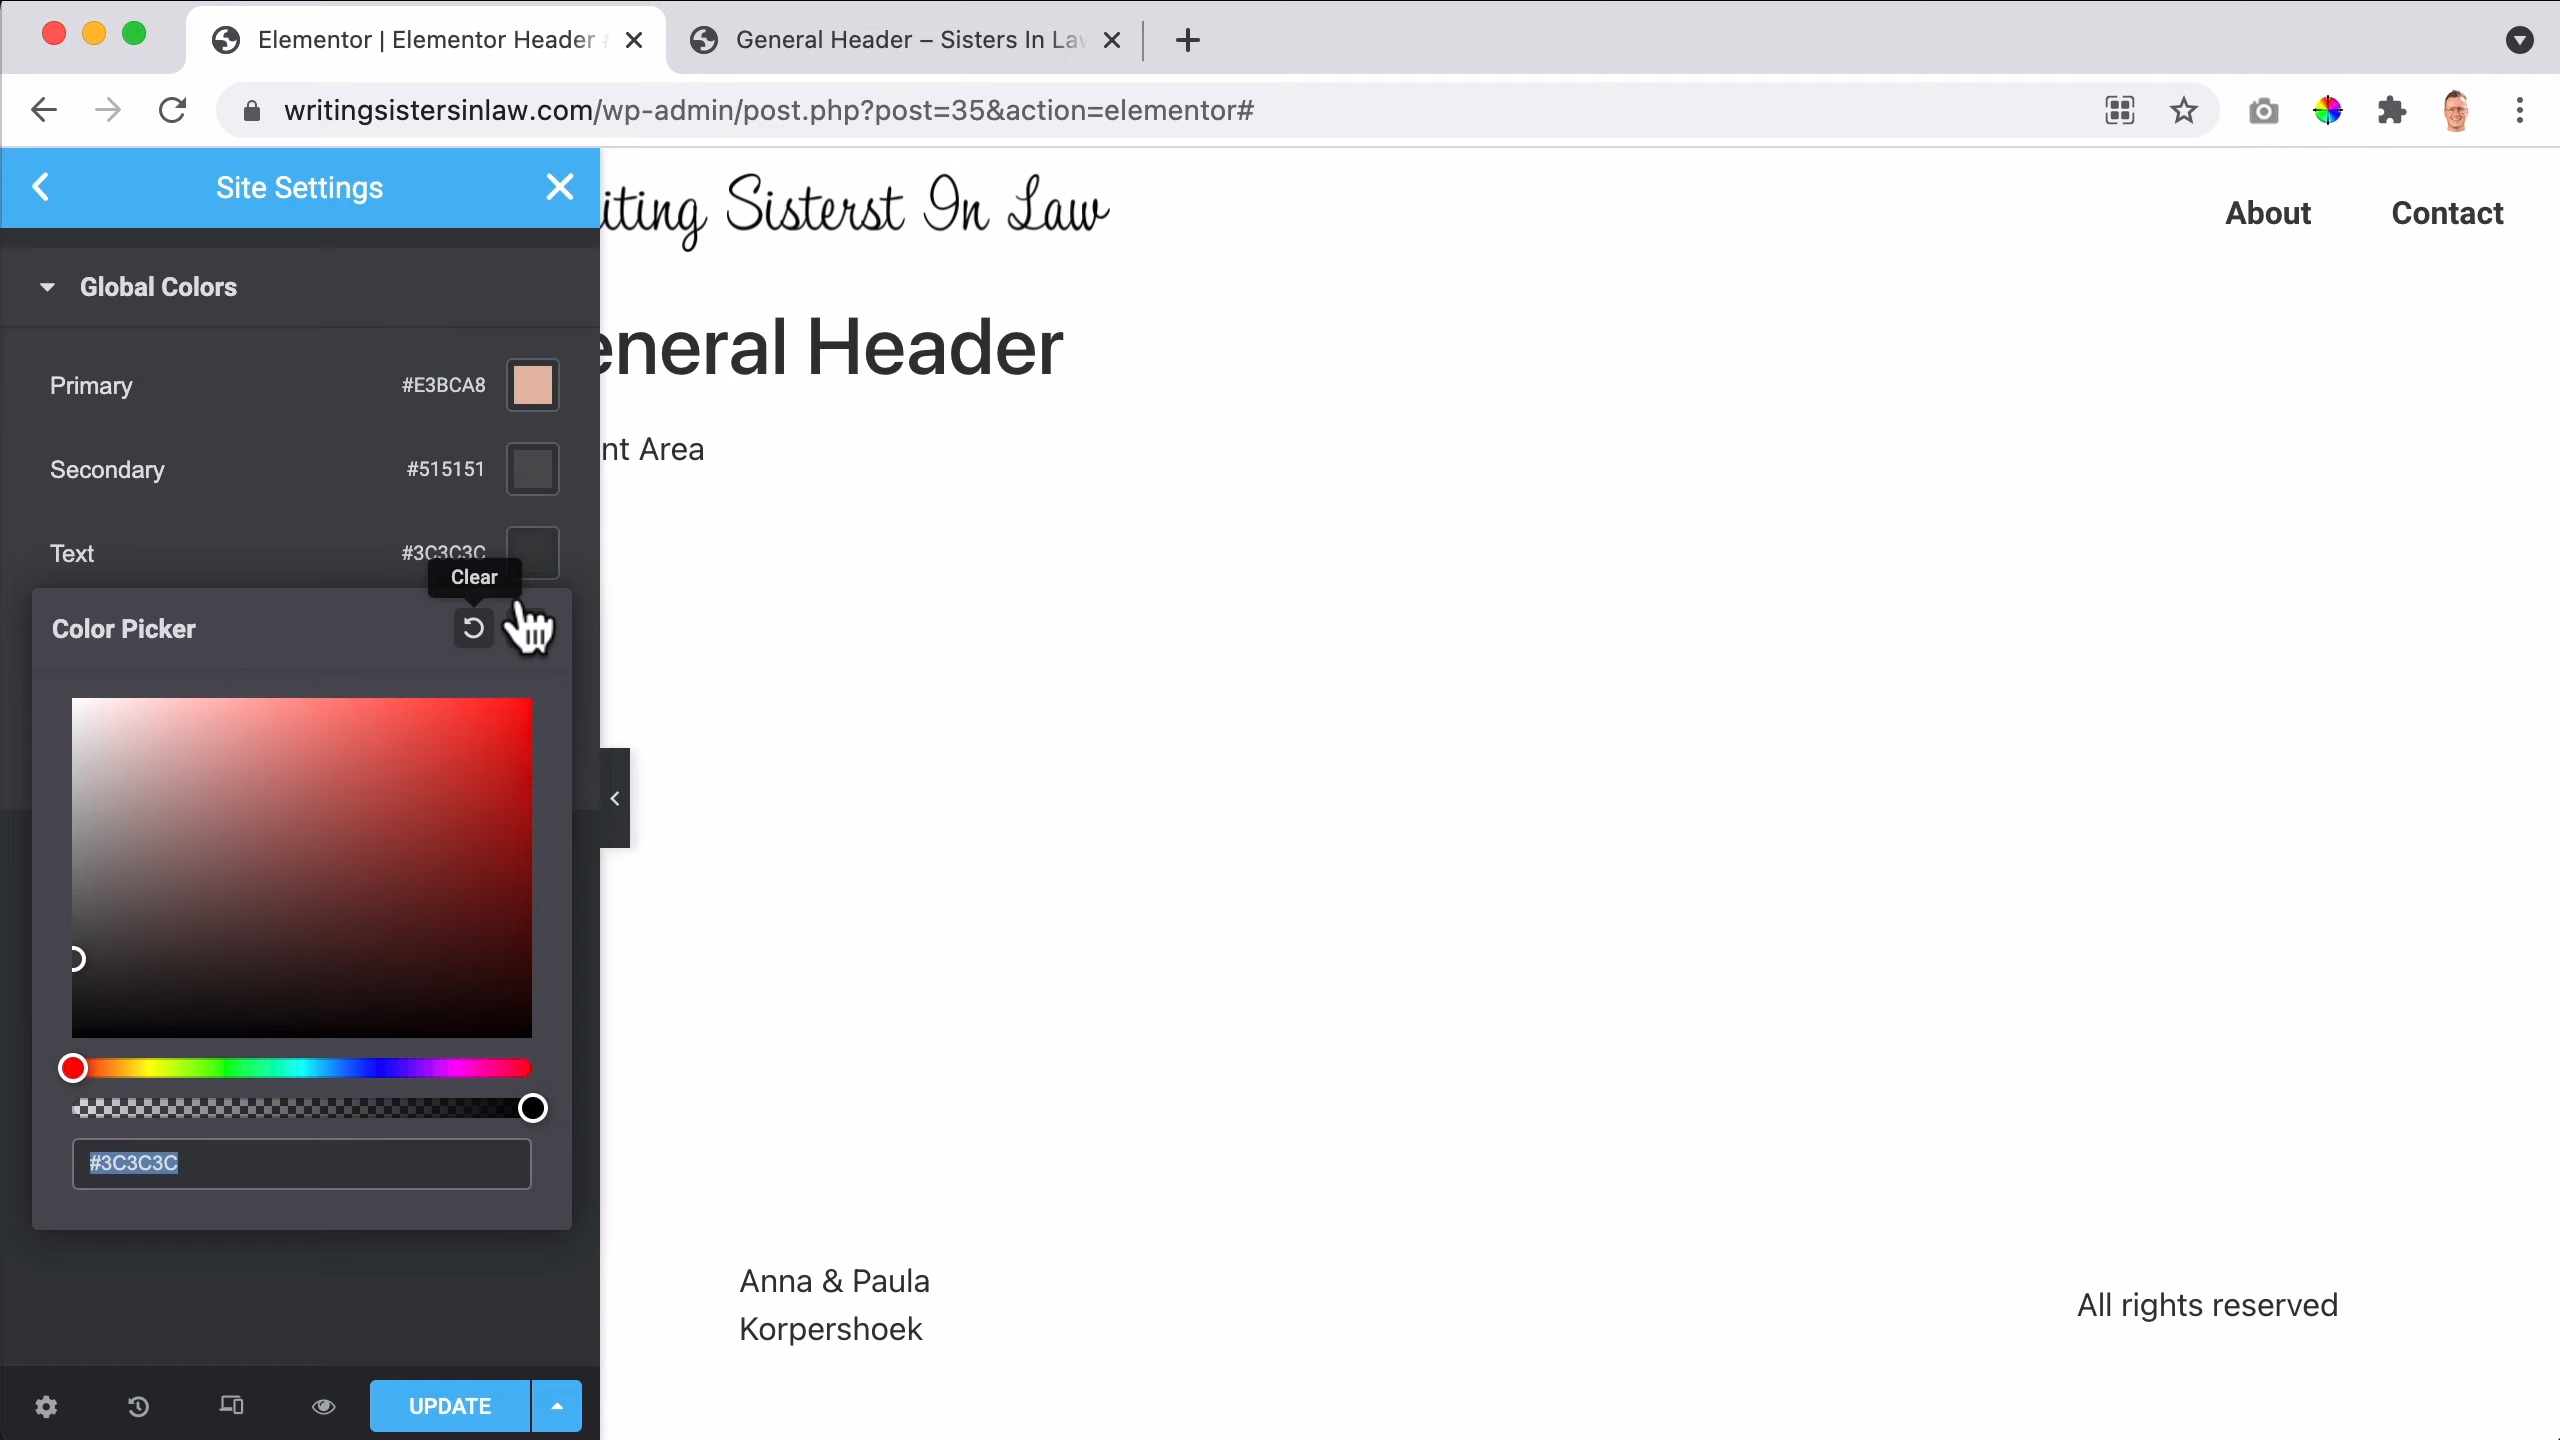 Elementor | Elementor Header
General Header – Sisters In Law
writingsistersinlaw.com/wp-admin/post.php?post=35&action=elementor#
Site Settings
iting Sisterst In Law
About
Contact
Global Colors
eneral Header
Primary
#E3BCA8
nt Area
Secondary
#515151
Text
#3C3C3C
Clear
Color Picker
#3C3C3C
Anna & Paula
Korpershoek
All rights reserved
UPDATE